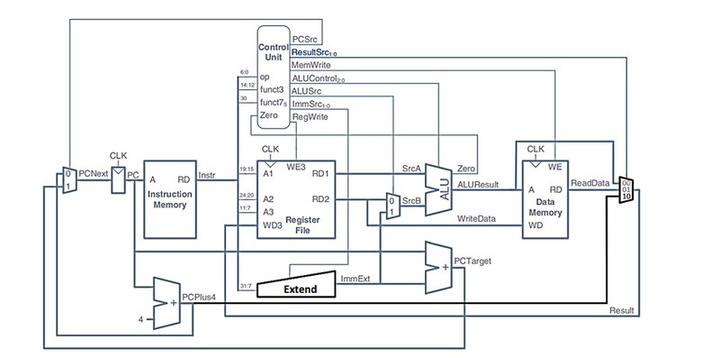 PCSrc
Control Unit
ResultSrc1:0
MemWrite
ALUControl2:0
ALUSrc
ImmSrc1:0
RegWrite
6:0
op
14:12
funct3
30
funct75
Zero
CLK
CLK
CLK
0
1
PCNext
PC
A RD
Instruction Memory
Instr
19:15
A1
WE3
RD1
24:20
A2
RD2
11:7
A3
WD3
Register File
SrcA
SrcB
0
1
ALU
Zero
ALUResult
WriteData
WE
A RD
Data Memory
WD
ReadData
00
01
10
31:7
Extend
ImmExt
+
PCTarget
+
PCPlus4
4
Result